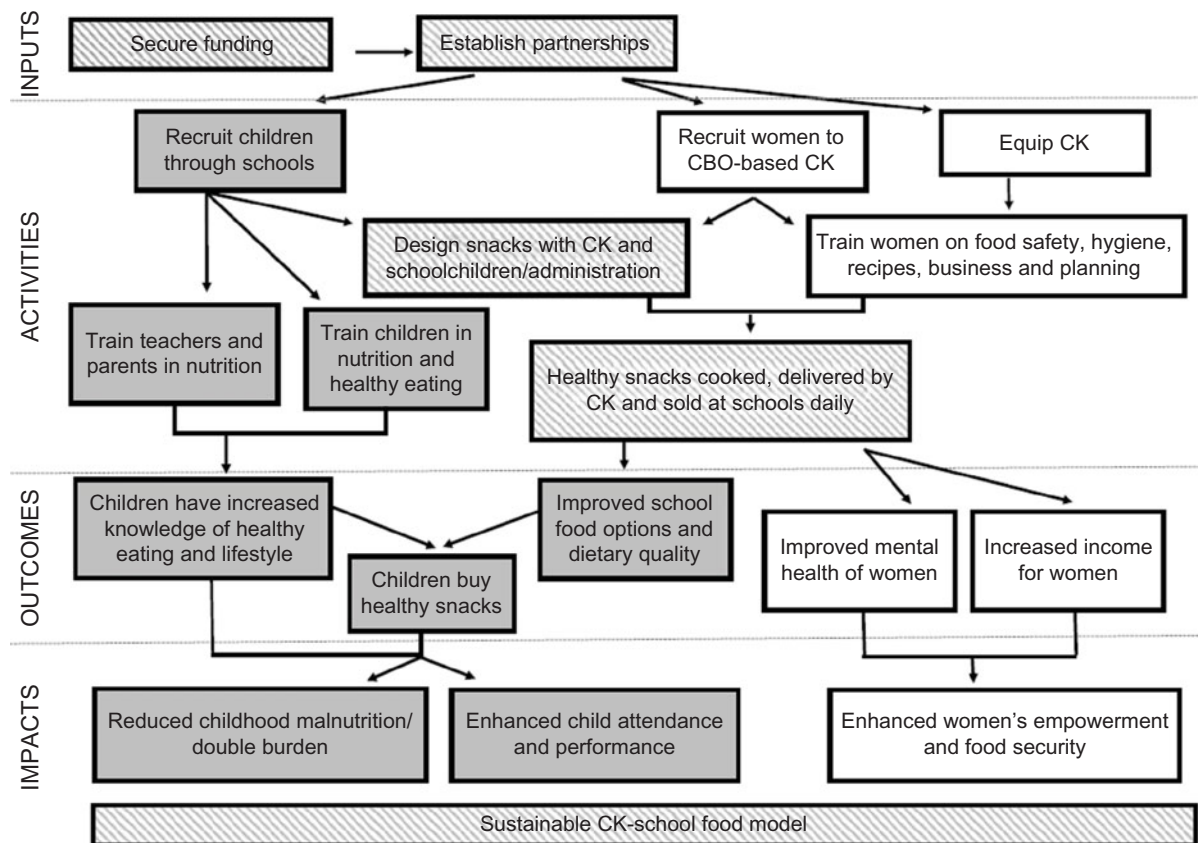 INPUTS
Secure funding
Establish partnerships
ACTIVITIES
Recruit children
through schools
Recruit women to
CBO-based CK
Equip CK
Design snacks with CK and
schoolchildren/administration
Train women on food safety, hygiene,
recipes, business and planning
Train teachers and
parents in nutrition
Train children in
nutrition and
healthy eating
Healthy snacks cooked, delivered by
CK and sold at schools daily
OUTCOMES
Children have increased
knowledge of healthy
eating and lifestyle
Children buy
healthy snacks
Improved school
food options and
dietary quality
Improved mental
health of women
Increased income
for women
IMPACTS
Reduced childhood malnutrition/
double burden
Enhanced child attendance
and performance
Enhanced women’s empowerment
and food security
Sustainable CK-school food model